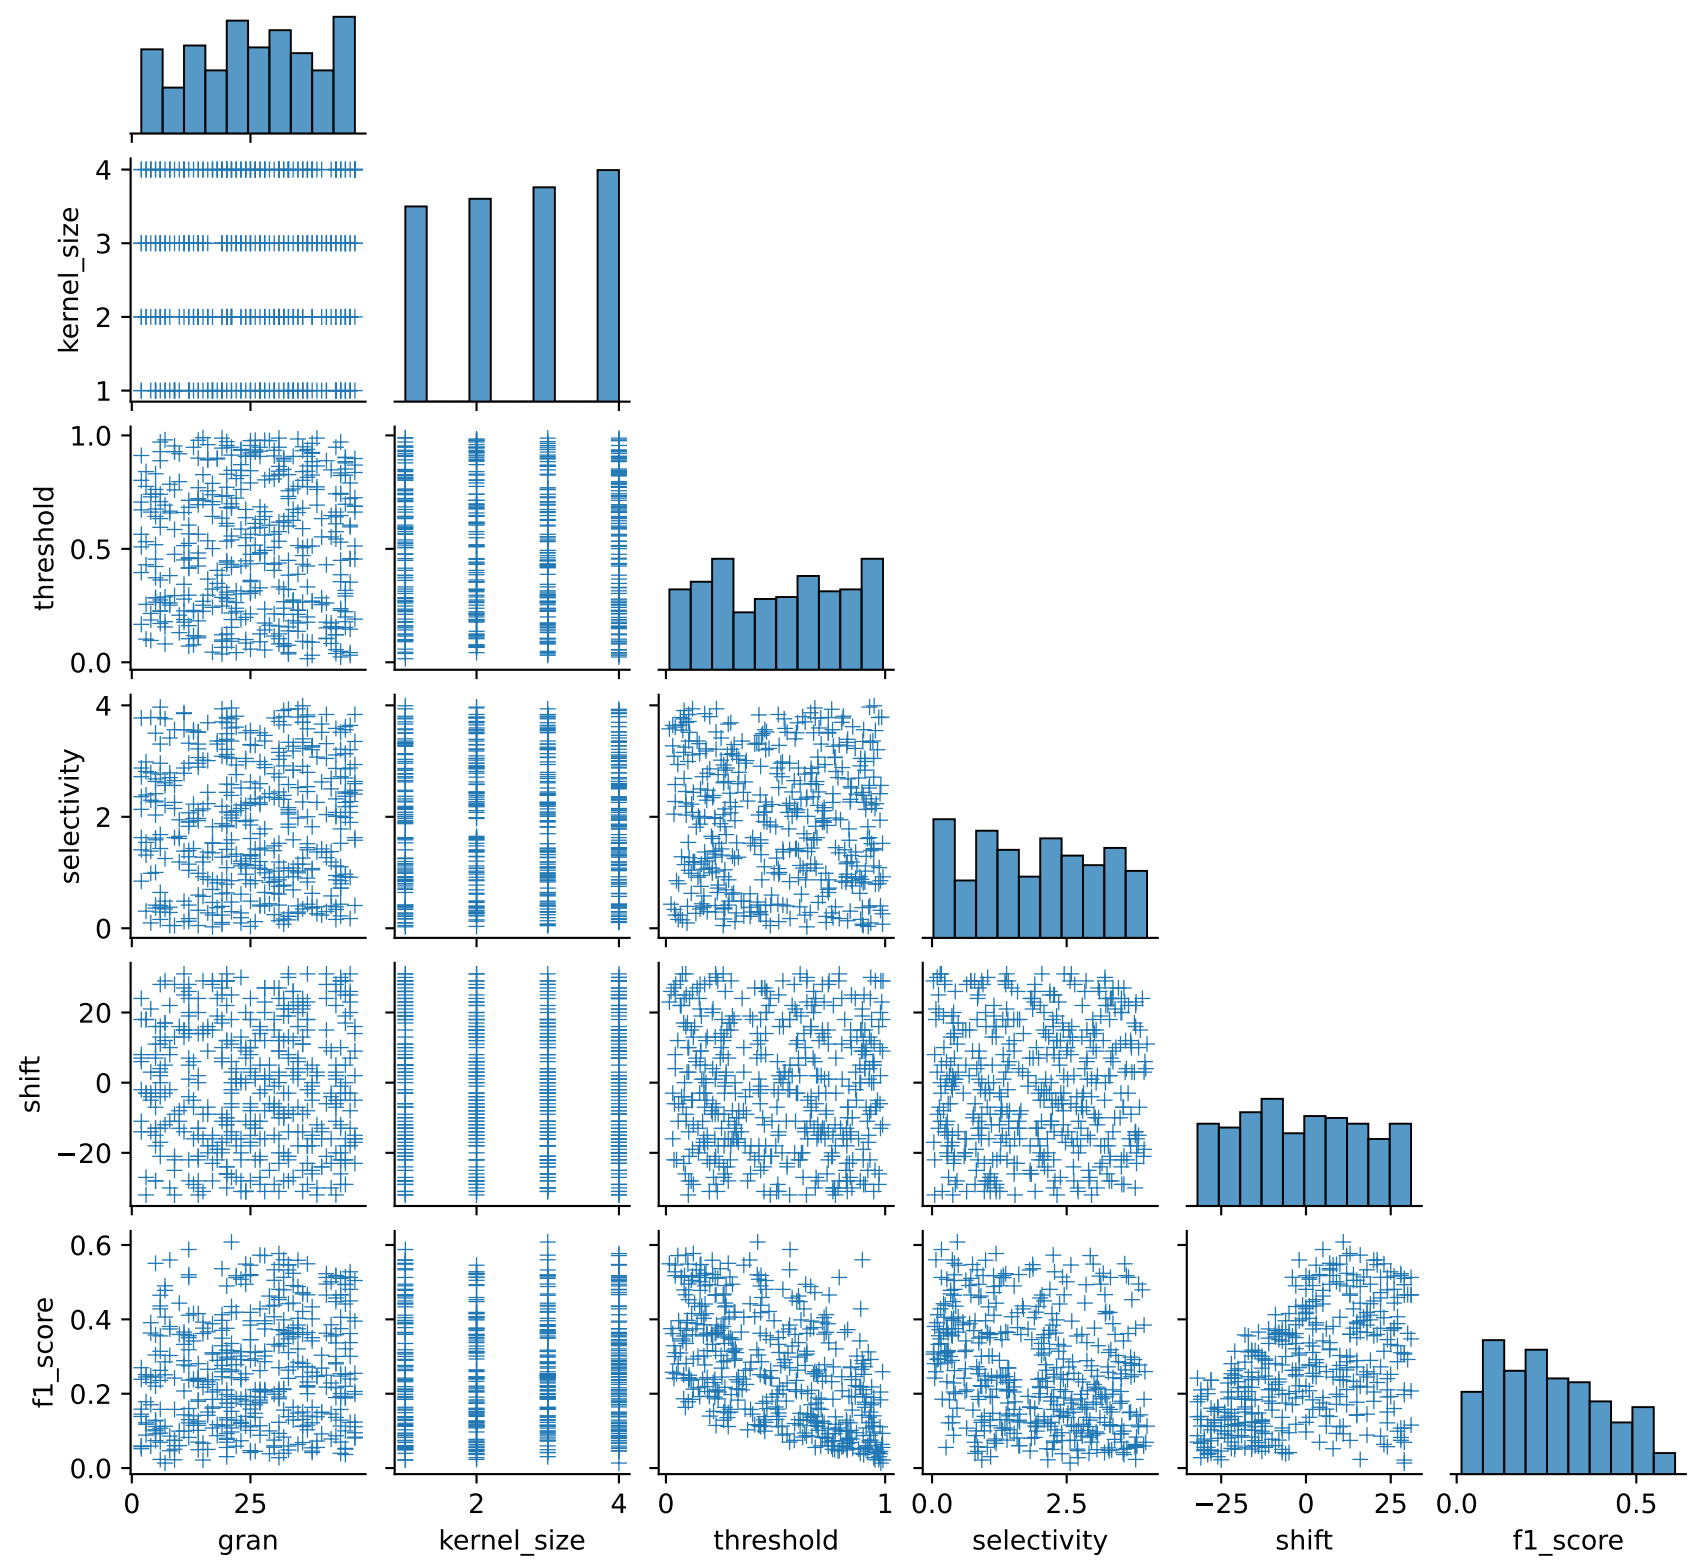 4
3
2
1
kernel_size
1.0
0.5
0.0
threshold
4
2
0
selectivity
20
0
−20
shift
0.6
0.4
0.2
0.0
f1_score
0 25 2 4 0 1 0.0 2.5 −25 0 25 0.0 0.5
gran kernel_size threshold selectivity shift f1_score